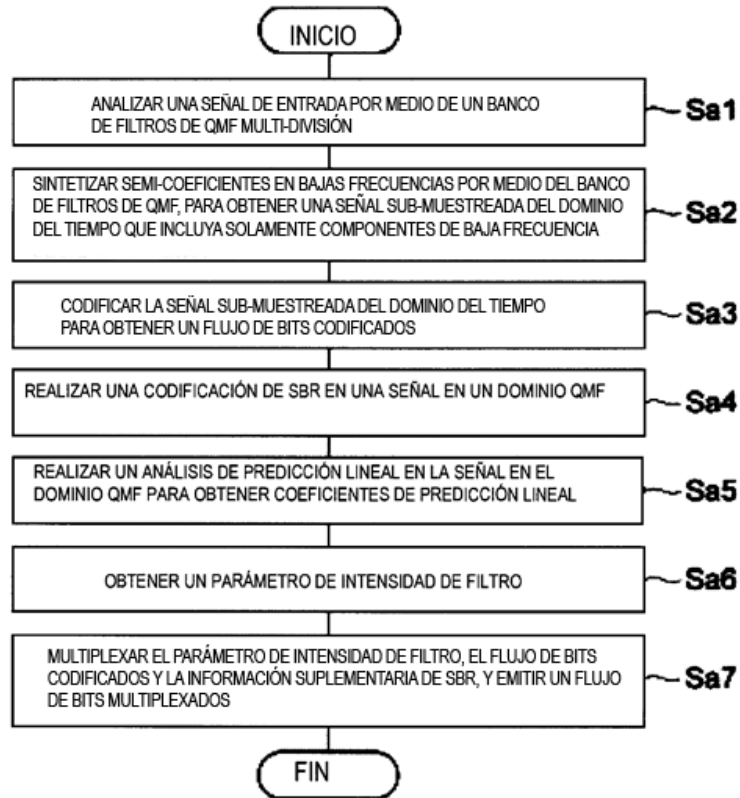 INICIO
ANALIZAR UNA SEÑAL DE ENTRADA POR MEDIO DE UN BANCO
DE FILTROS DE QMF MULTI-DIVISIÓN
Sa1
SINTETIZAR SEMI-COEFICIENTES EN BAJAS FRECUENCIAS POR MEDIO DEL BANCO
DE FILTROS DE QMF, PARA OBTENER UNA SEÑAL SUB-MUESTREADA DEL DOMINIO
DEL TIEMPO QUE INCLUYA SOLAMENTE COMPONENTES DE BAJA FRECUENCIA
Sa2
CODIFICAR LA SEÑAL SUB-MUESTREADA DEL DOMINIO DEL TIEMPO
PARA OBTENER UN FLUJO DE BITS CODIFICADOS
Sa3
REALIZAR UNA CODIFICACIÓN DE SBR EN UNA SEÑAL EN UN DOMINIO QMF
Sa4
REALIZAR UN ANÁLISIS DE PREDICCIÓN LINEAL EN LA SEÑAL EN EL
DOMINIO QMF PARA OBTENER COEFICIENTES DE PREDICCIÓN LINEAL
Sa5
OBTENER UN PARÁMETRO DE INTENSIDAD DE FILTRO
Sa6
MULTIPLEXAR EL PARÁMETRO DE INTENSIDAD DE FILTRO, EL FLUJO DE BITS
CODIFICADOS Y LA INFORMACIÓN SUPLEMENTARIA DE SBR, Y EMITIR UN FLUJO
DE BITS MULTIPLEXADOS
Sa7
FIN